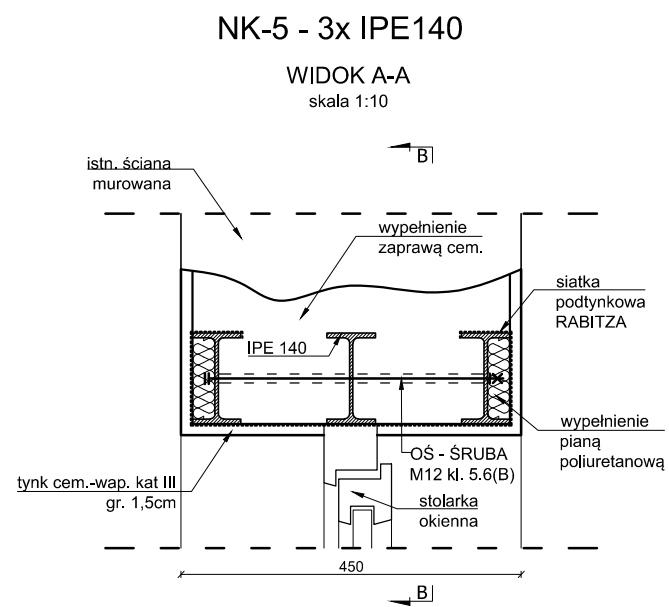 NK-5 - 3x IPE140
WIDOK A-A
skala 1:10
B
istn. ściana
murowana
wypełnienie
zaprawą cem.
siatka
podtynkowa
RABITZA
IPE 140
wypełnienie
pianą
poliuretanową
OŚ - ŚRUBA
M12 kl. 5.6(B)
tynk cem.-wap. kat III
gr. 1,5cm
stolarka
okienna
450
B